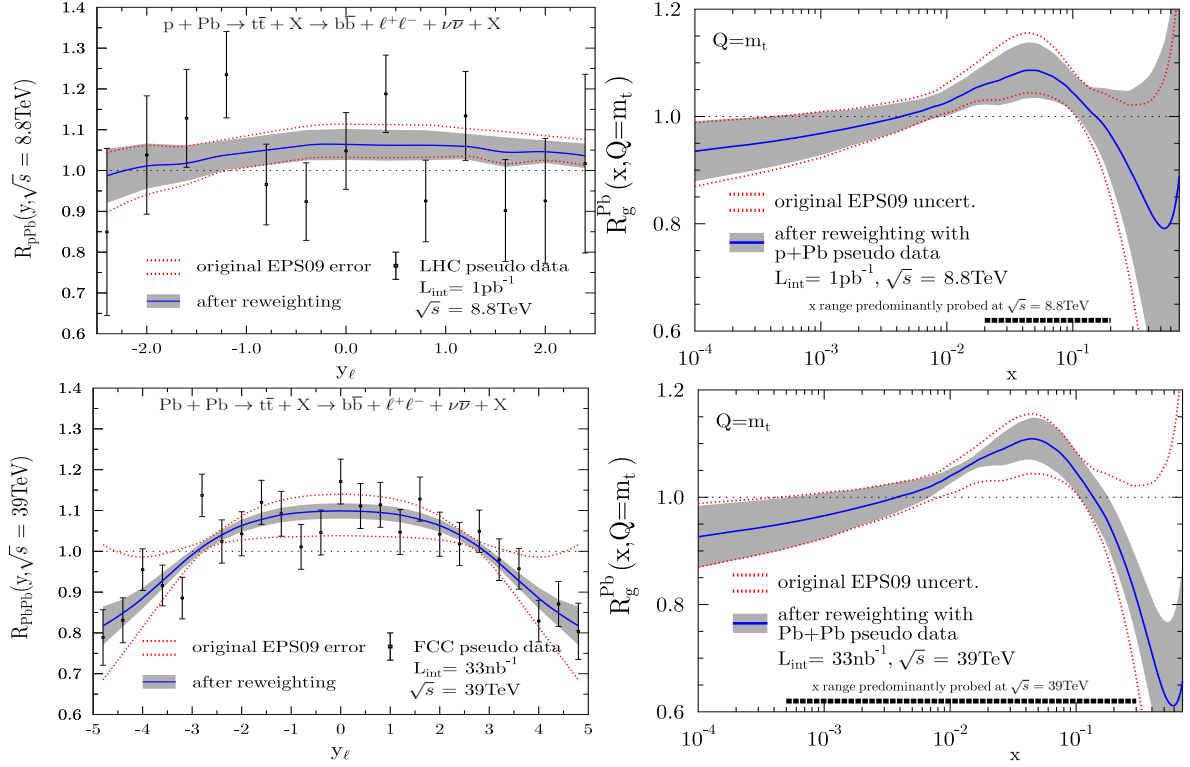 p + Pb → tt̄ + X → bb̄ + ℓ⁺ℓ⁻ + νν̄ + X
R_pPb(y,√s = 8.8TeV)
1.4
1.3
1.2
1.1
1.0
0.9
0.8
0.7
0.6
original EPS09 error
after reweighting
LHC pseudo data
L_int= 1pb⁻¹
√s = 8.8TeV
-2.0
-1.0
0.0
1.0
2.0
y_ℓ
R_g^Pb(x,Q=m_t)
1.2
1.0
0.8
0.6
Q=m_t
original EPS09 uncert.
after reweighting with
p+Pb pseudo data
L_int= 1pb⁻¹, √s = 8.8TeV
x range predominantly probed at √s = 8.8TeV
10⁻⁴
10⁻³
10⁻²
10⁻¹
x
Pb + Pb → tt̄ + X → bb̄ + ℓ⁺ℓ⁻ + νν̄ + X
R_PbPb(y,√s = 39TeV)
1.4
1.3
1.2
1.1
1.0
0.9
0.8
0.7
0.6
original EPS09 error
after reweighting
FCC pseudo data
L_int= 33nb⁻¹
√s = 39TeV
-5
-4
-3
-2
-1
0
1
2
3
4
5
y_ℓ
R_g^Pb(x,Q=m_t)
1.2
1.0
0.8
0.6
Q=m_t
original EPS09 uncert.
after reweighting with
Pb+Pb pseudo data
L_int= 33nb⁻¹, √s = 39TeV
x range predominantly probed at √s = 39TeV
10⁻⁴
10⁻³
10⁻²
10⁻¹
x